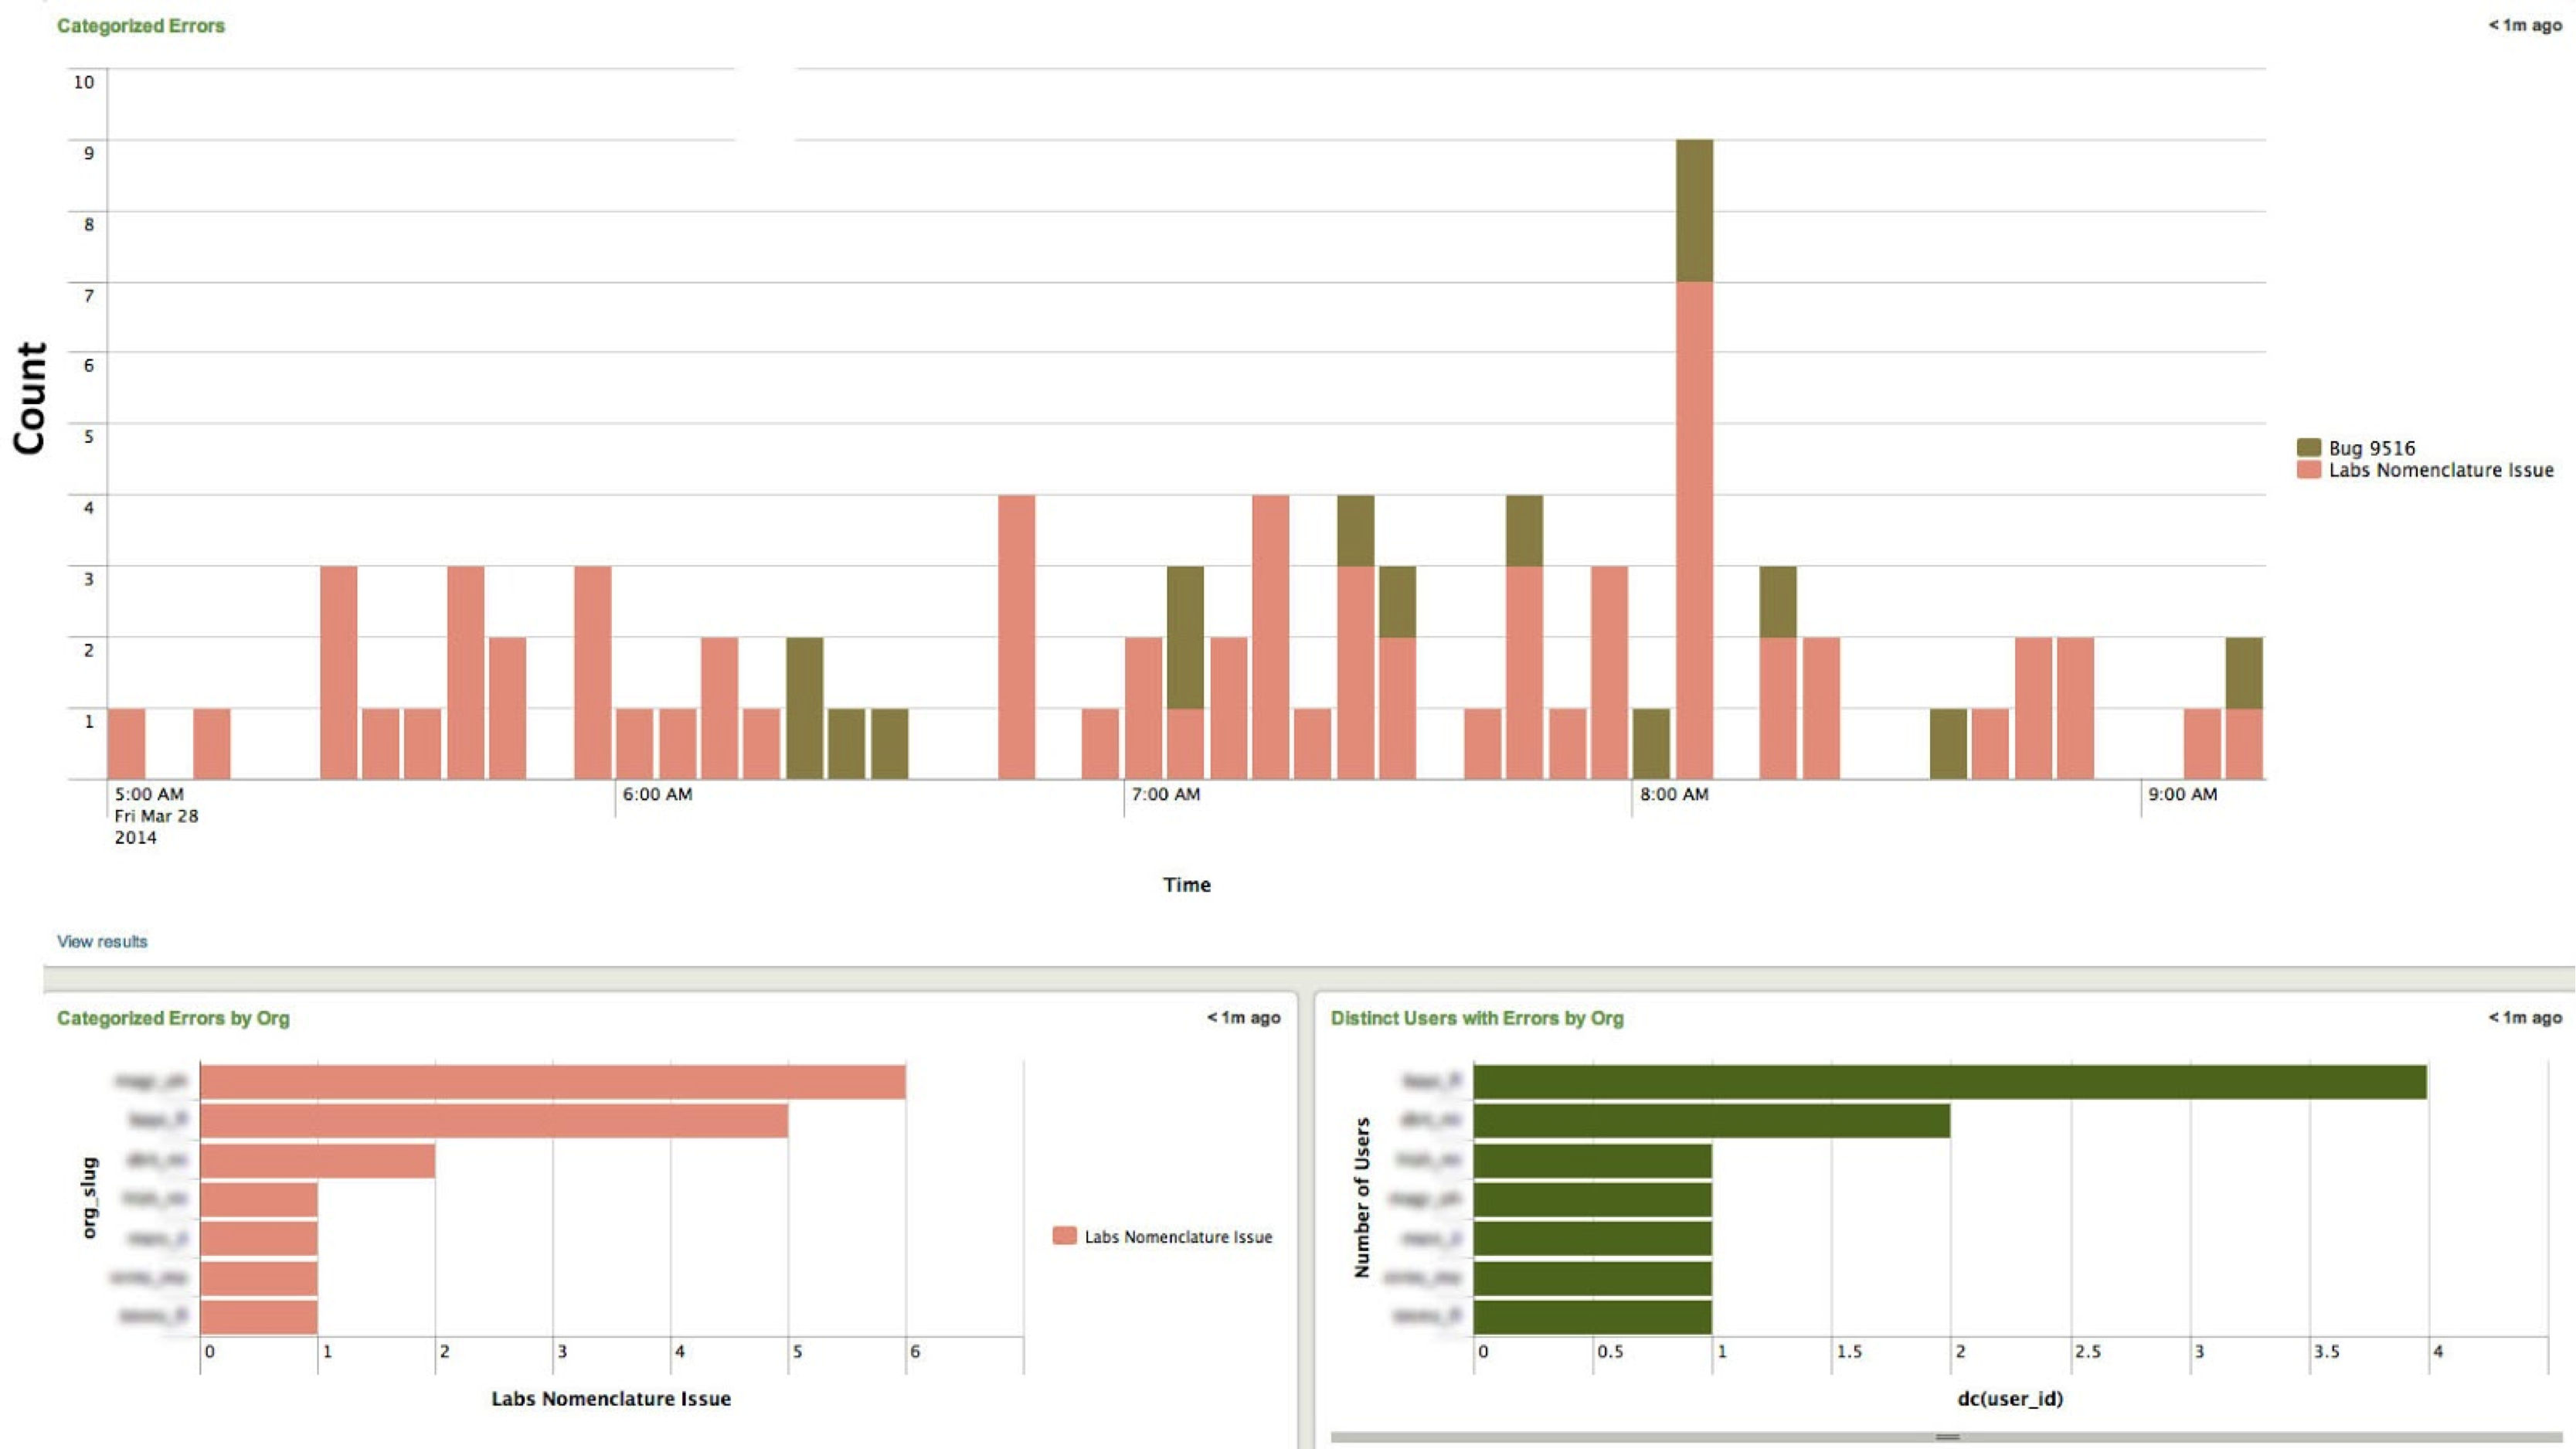 Categorized Errors
< 1m ago
10
9
8
7
6
5
4
3
2
1
Count
Bug 9516
Labs Nomenclature Issue
5:00 AM
Fri Mar 28
2014
6:00 AM
7:00 AM
8:00 AM
9:00 AM
Time
View results
Categorized Errors by Org
< 1m ago
org_slug
Labs Nomenclature Issue
0 1 2 3 4 5 6
Labs Nomenclature Issue
Distinct Users with Errors by Org
< 1m ago
Number of Users
0 0.5 1 1.5 2 2.5 3 3.5 4
dc(user_id)